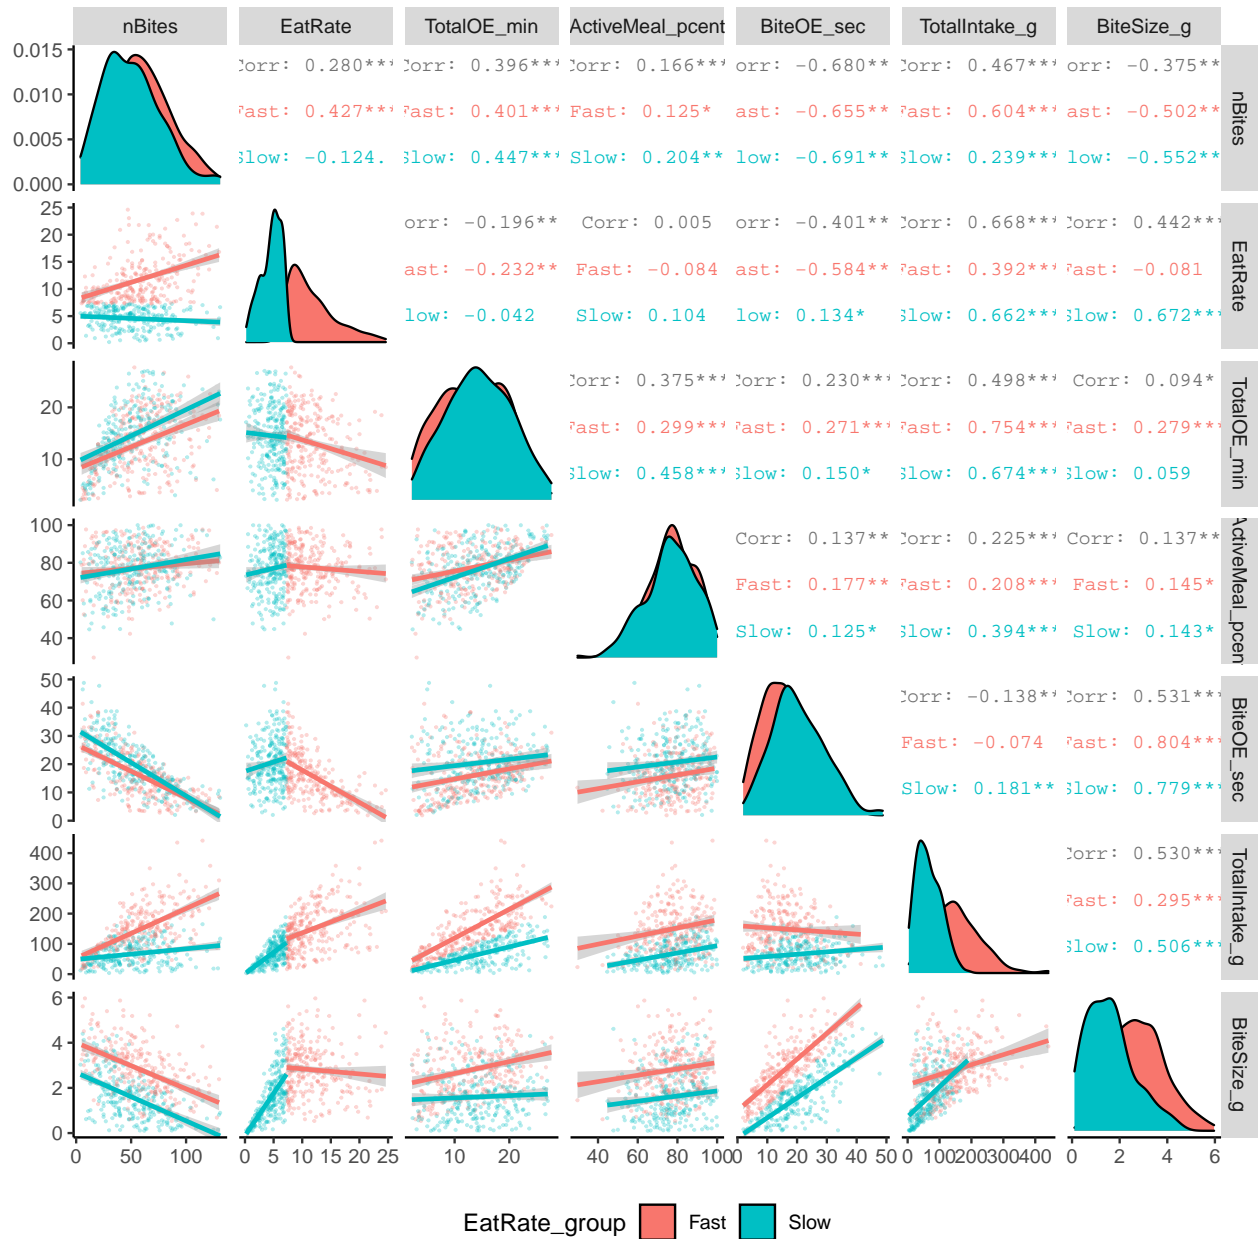 nBites EatRate TotalOE_min ActiveMeal_pcent BiteOE_sec TotalIntake_g BiteSize_g
0.015
0.010
0.005
0.000
Corr: 0.280*** Corr: 0.396*** Corr: 0.166*** orr: -0.680** Corr: 0.467*** orr: -0.375**
Fast: 0.427*** Fast: 0.401*** Fast: 0.125* ast: -0.655** Fast: 0.604*** ast: -0.502**
Slow: -0.124. Slow: 0.447*** Slow: 0.204** low: -0.691** Slow: 0.239*** low: -0.552**
nBites
25
20
15
10
5
0
orr: -0.196** Corr: 0.005 orr: -0.401** Corr: 0.668*** Corr: 0.442***
ast: -0.232** Fast: -0.084 ast: -0.584** Fast: 0.392*** Fast: -0.081
low: -0.042 Slow: 0.104 low: 0.134* Slow: 0.662*** Slow: 0.672***
EatRate
20
10
Corr: 0.375*** Corr: 0.230*** Corr: 0.498*** Corr: 0.094*
Fast: 0.299*** Fast: 0.271*** Fast: 0.754*** Fast: 0.279***
Slow: 0.458*** Slow: 0.150* Slow: 0.674*** Slow: 0.059
TotalOE_min
100
80
60
40
Corr: 0.137** Corr: 0.225*** Corr: 0.137**
Fast: 0.177** Fast: 0.208*** Fast: 0.145*
Slow: 0.125* Slow: 0.394*** Slow: 0.143*
ActiveMeal_pcent
50
40
30
20
10
0
Corr: -0.138** Corr: 0.531***
Fast: -0.074 Fast: 0.804***
Slow: 0.181** Slow: 0.779***
BiteOE_sec
400
300
200
100
0
Corr: 0.530***
Fast: 0.295***
Slow: 0.506***
TotalIntake_g
6
4
2
0
BiteSize_g
0 50 100 0 5 10 15 20 25 10 20 40 60 80 100 0 10 20 30 40 50 0 100 200 300 400 0 2 4 6
EatRate_group Fast Slow